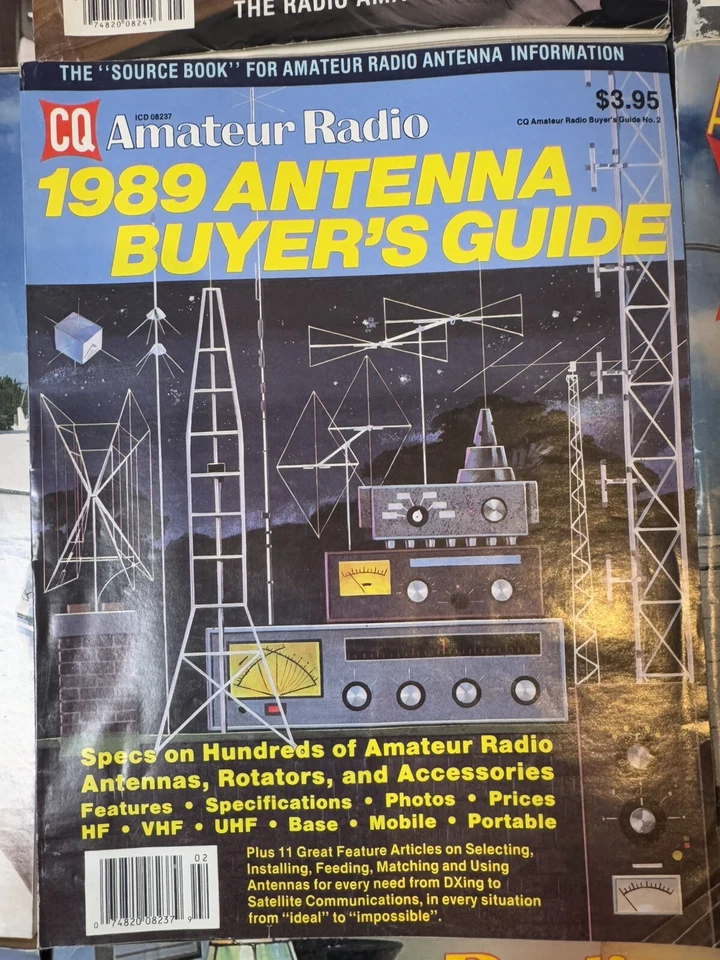 74820 08241
THE RADIO AMA
THE "SOURCE BOOK" FOR AMATEUR RADIO ANTENNA INFORMATION
$3.95
ICD 08237
CQ Amateur Radio Buyer's Guide No. 2
CQ Amateur Radio
1989 ANTENNA
BUYER'S GUIDE
Specs on Hundreds of Amateur Radio
Antennas, Rotators, and Accessories
Features • Specifications • Photos • Prices
HF • VHF • UHF • Base • Mobile • Portable
02
0 74820 08237 9
Plus 11 Great Feature Articles on Selecting,
Installing, Feeding, Matching and Using
Antennas for every need from DXing to
Satellite Communications, in every situation
from "ideal" to "impossible".